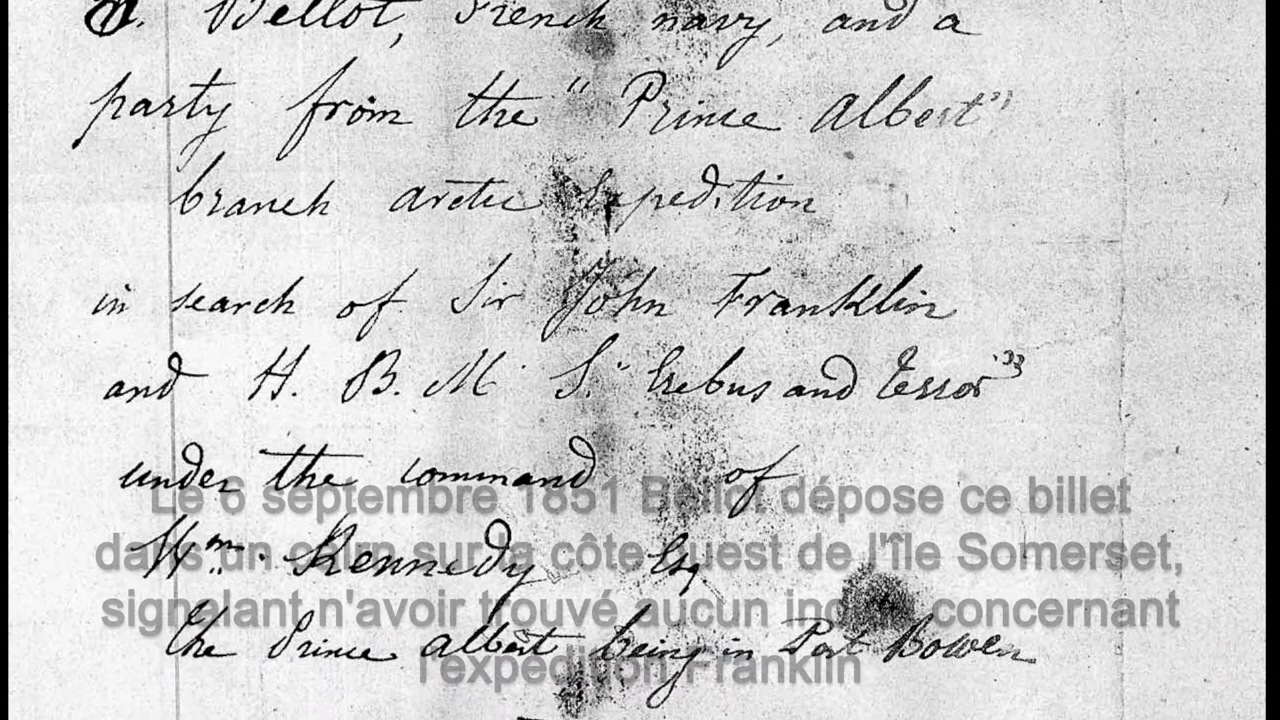 Bellot, French navy, and a
party from the "Prince Albert"
branch arctic Expedition
in search of Sir John Franklin
and H. B. M. S. "Erebus and Terror"
under the command of
Wm. Kennedy Esq
the Prince Albert being in Port Bowen
Le 6 septembre 1851 Bellot dépose ce billet
dans un cairn sur la côte ouest de l'île Somerset,
signalant n'avoir trouvé aucun indice concernant
l'expédition Franklin